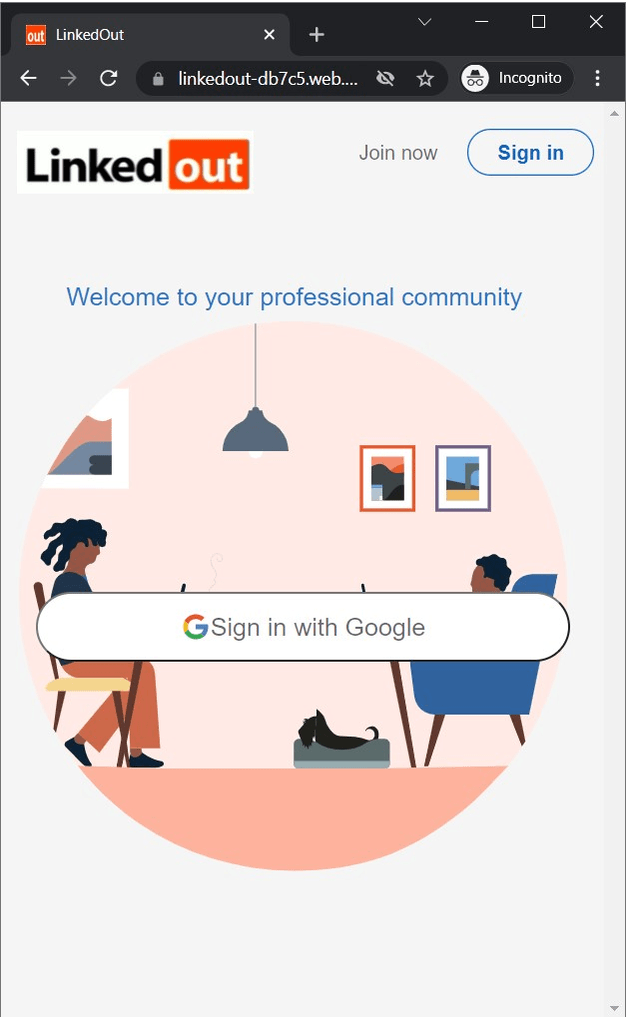 out LinkedOut
linkedout-db7c5.web.... Incognito
Linked out
Join now Sign in
Welcome to your professional community
Sign in with Google